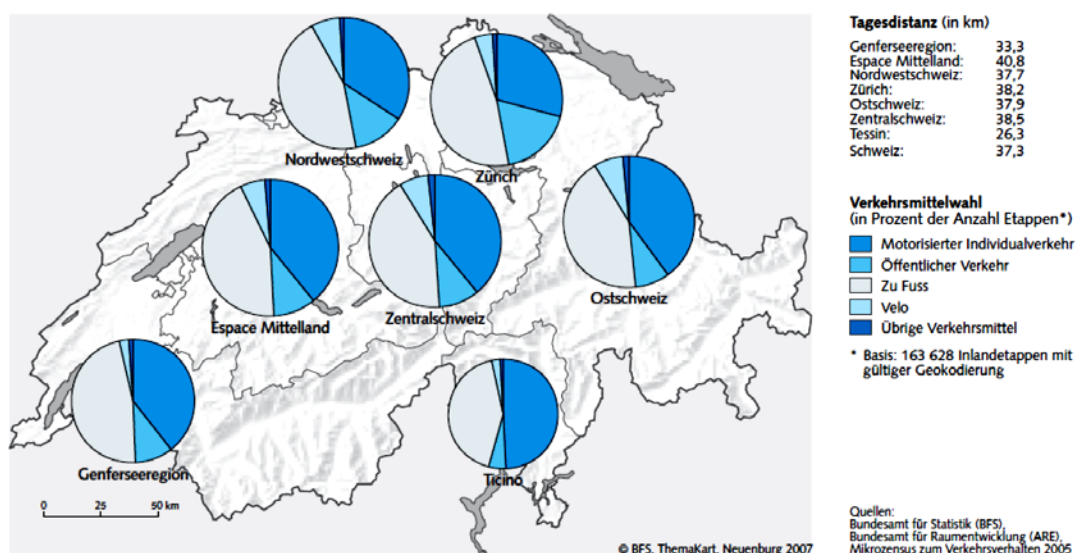 Nordwestschweiz
Zürich
Espace Mittelland
Zentralschweiz
Ostschweiz
Genferseeregion
Ticino
0 25 50 km
© BFS, ThemaKart, Neuenburg 2007
Tagesdistanz (in km)
Genferseeregion: 33,3
Espace Mittelland: 40,8
Nordwestschweiz: 37,7
Zürich: 38,2
Ostschweiz: 37,9
Zentralschweiz: 38,5
Tessin: 26,3
Schweiz: 37,3
Verkehrsmittelwahl
(in Prozent der Anzahl Etappen*)
Motorisierter Individualverkehr
Öffentlicher Verkehr
Zu Fuss
Velo
Übrige Verkehrsmittel
* Basis: 163 628 Inlandetappen mit
gültiger Geokodierung
Quellen:
Bundesamt für Statistik (BFS),
Bundesamt für Raumentwicklung (ARE),
Mikrozensus zum Verkehrsverhalten 2005